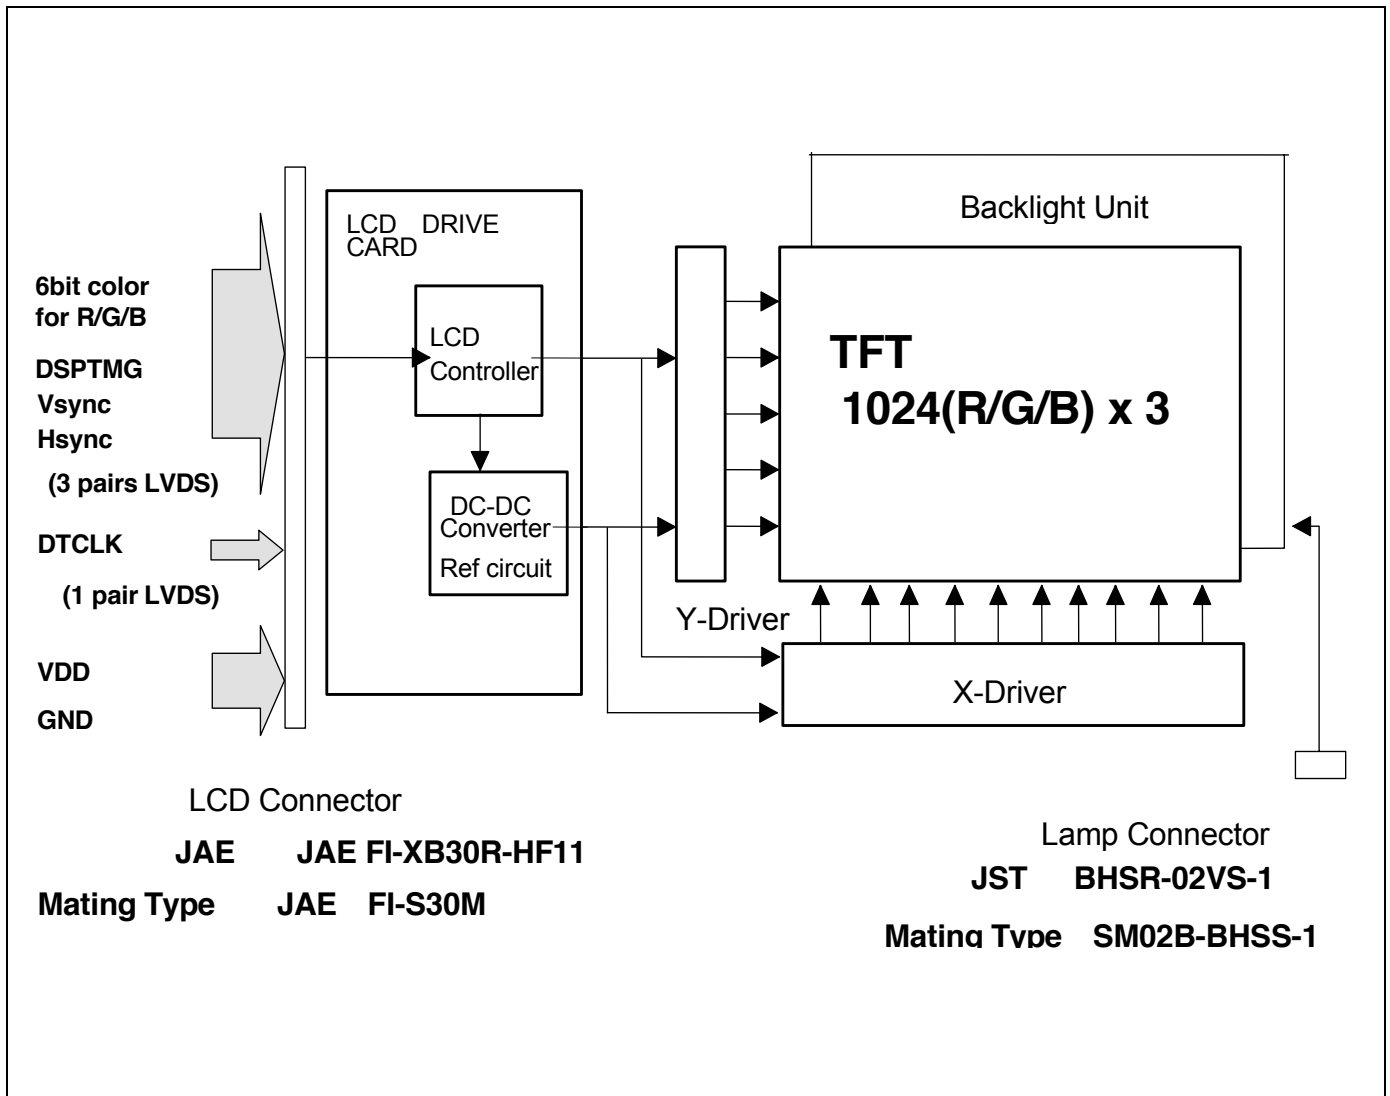 Backlight Unit
LCD DRIVE
CARD
6bit color
for R/G/B
LCD
Controller
TFT
1024(R/G/B) x 3
DSPTMG
Vsync
Hsync
(3 pairs LVDS)
DC-DC
Converter
Ref circuit
DTCLK
(1 pair LVDS)
Y-Driver
VDD
GND
X-Driver
LCD Connector
JAE JAE FI-XB30R-HF11
Mating Type JAE FI-S30M
Lamp Connector
JST BHSR-02VS-1
Mating Type SM02B-BHSS-1